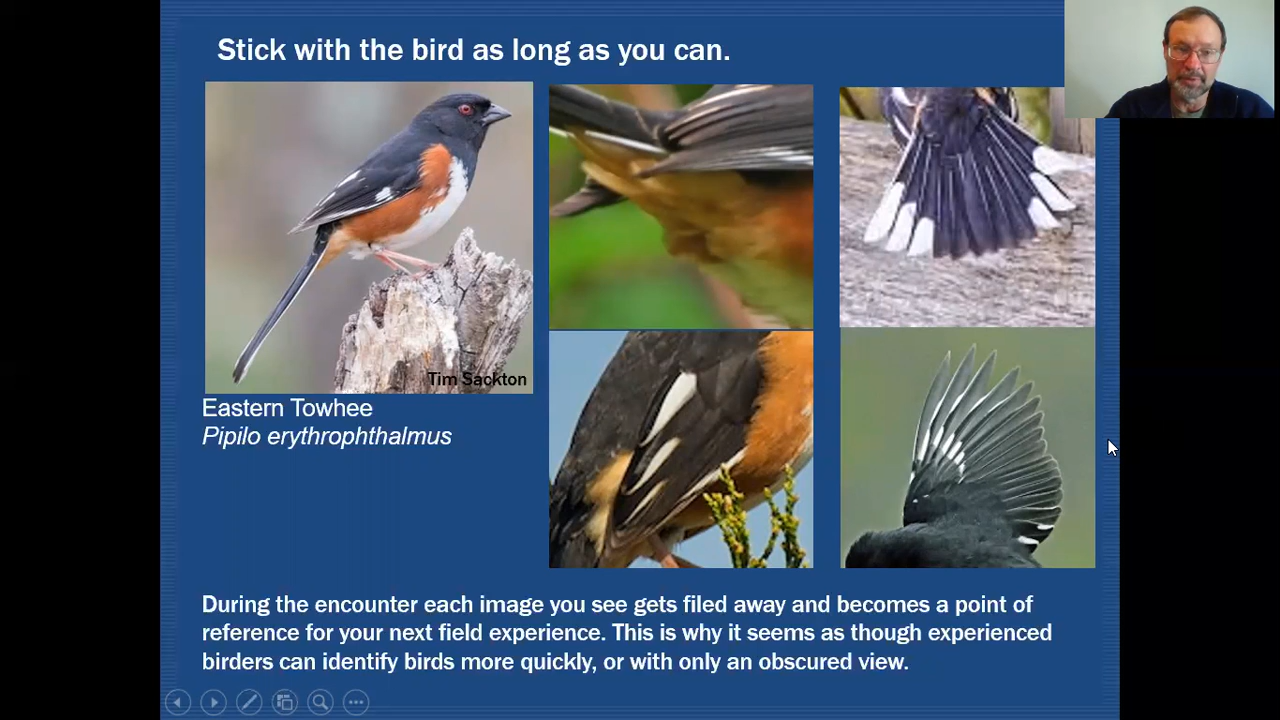 Stick with the bird as long as you can.
Tim Sackton
Eastern Towhee
Pipilo erythrophthalmus
During the encounter each image you see gets filed away and becomes a point of
reference for your next field experience. This is why it seems as though experienced
birders can identify birds more quickly, or with only an obscured view.